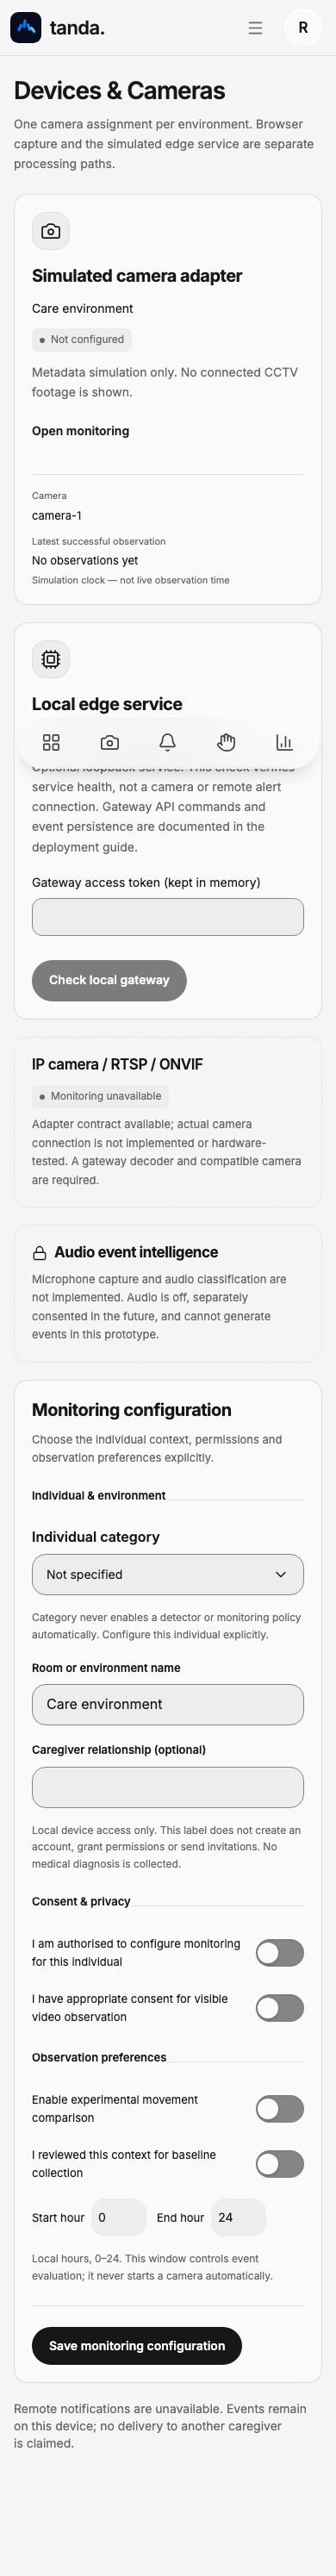 tanda.
R
Devices & Cameras
One camera assignment per environment. Browser
capture and the simulated edge service are separate
processing paths.
Simulated camera adapter
Care environment
Not configured
Metadata simulation only. No connected CCTV
footage is shown.
Open monitoring
Camera
camera-1
Latest successful observation
No observations yet
Simulation clock — not live observation time
Local edge service
Optional loopback service. This check verifies
service health, not a camera or remote alert
connection. Gateway API commands and
event persistence are documented in the
deployment guide.
Gateway access token (kept in memory)
Check local gateway
IP camera / RTSP / ONVIF
Monitoring unavailable
Adapter contract available; actual camera
connection is not implemented or hardware-
tested. A gateway decoder and compatible camera
are required.
Audio event intelligence
Microphone capture and audio classification are
not implemented. Audio is off, separately
consented in the future, and cannot generate
events in this prototype.
Monitoring configuration
Choose the individual context, permissions and
observation preferences explicitly.
Individual & environment
Individual category
Not specified
Category never enables a detector or monitoring policy
automatically. Configure this individual explicitly.
Room or environment name
Care environment
Caregiver relationship (optional)
Local device access only. This label does not create an
account, grant permissions or send invitations. No
medical diagnosis is collected.
Consent & privacy
I am authorised to configure monitoring
for this individual
I have appropriate consent for visible
video observation
Observation preferences
Enable experimental movement
comparison
I reviewed this context for baseline
collection
Start hour 0 End hour 24
Local hours, 0–24. This window controls event
evaluation; it never starts a camera automatically.
Save monitoring configuration
Remote notifications are unavailable. Events remain
on this device; no delivery to another caregiver
is claimed.